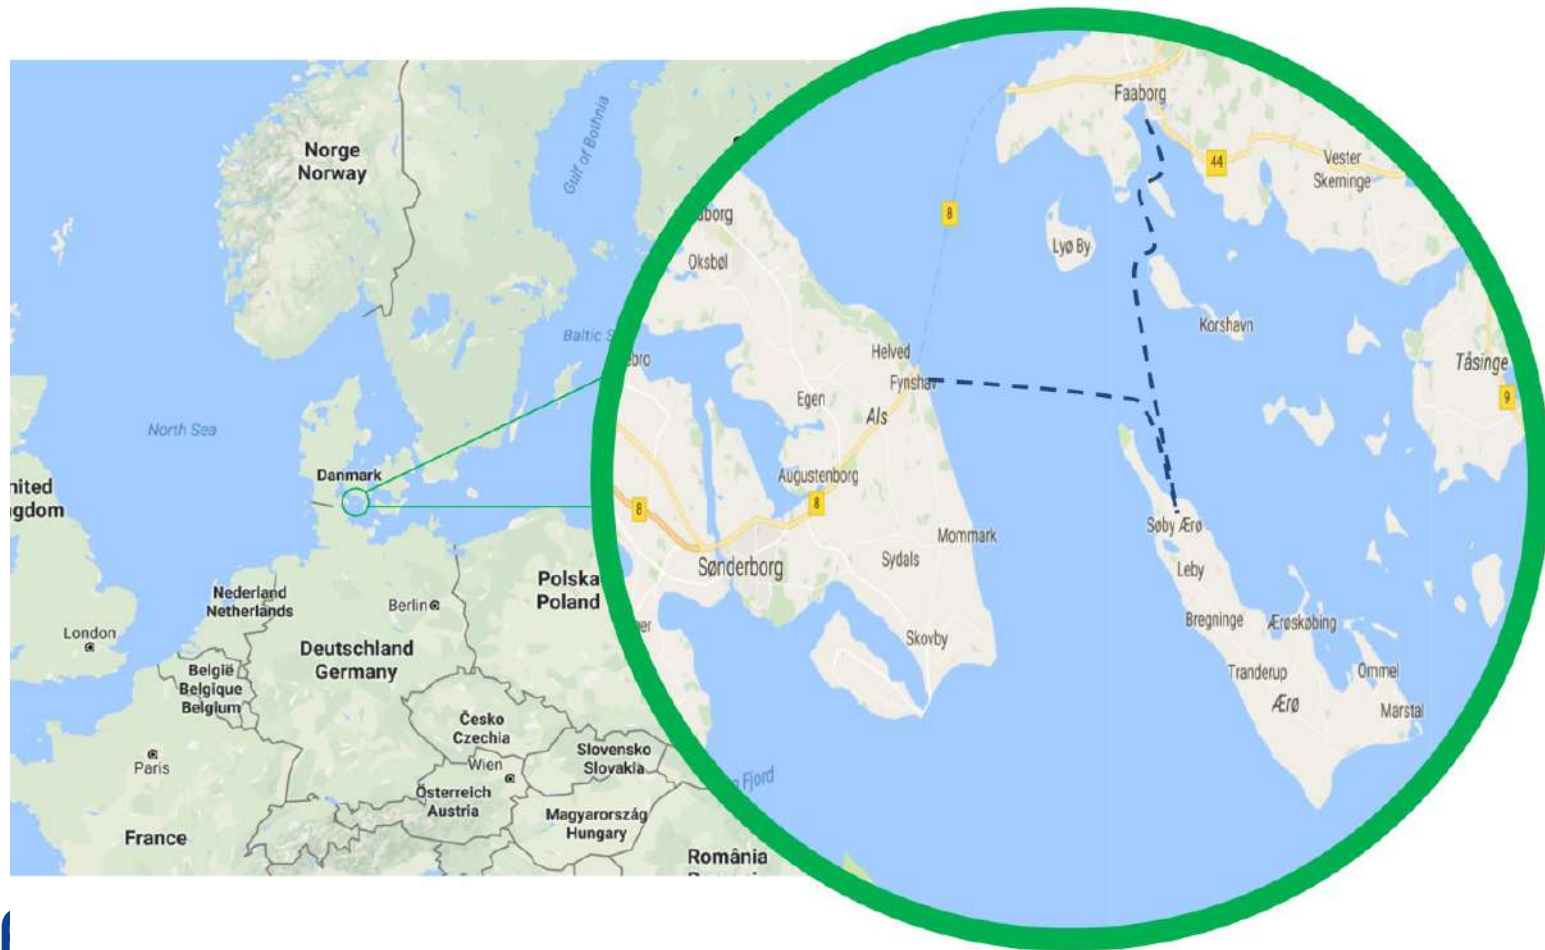 Norge
Norway
Gulf of Bothnia
Baltic S
North Sea
Danmark
nited
gdom
London
Nederland
Netherlands
Berlin
Polska
Poland
Deutschland
Germany
België
Belgique
Belgium
Česko
Czechia
Slovensko
Slovakia
Paris
Wien
Österreich
Austria
Magyarország
Hungary
France
România
Faaborg
44
Vester
Skerninge
8
aborg
Oksbøl
Lyø By
Korshavn
Helved
Fynshav
Tåsinge
ebro
Egen
Als
9
Augustenborg
8
8
Søby Ærø
Mommark
Sønderborg
Sydals
Leby
Bregninge
Ærøskøbing
Skovby
Tranderup
Ommel
Ærø
Marstal
Fjord